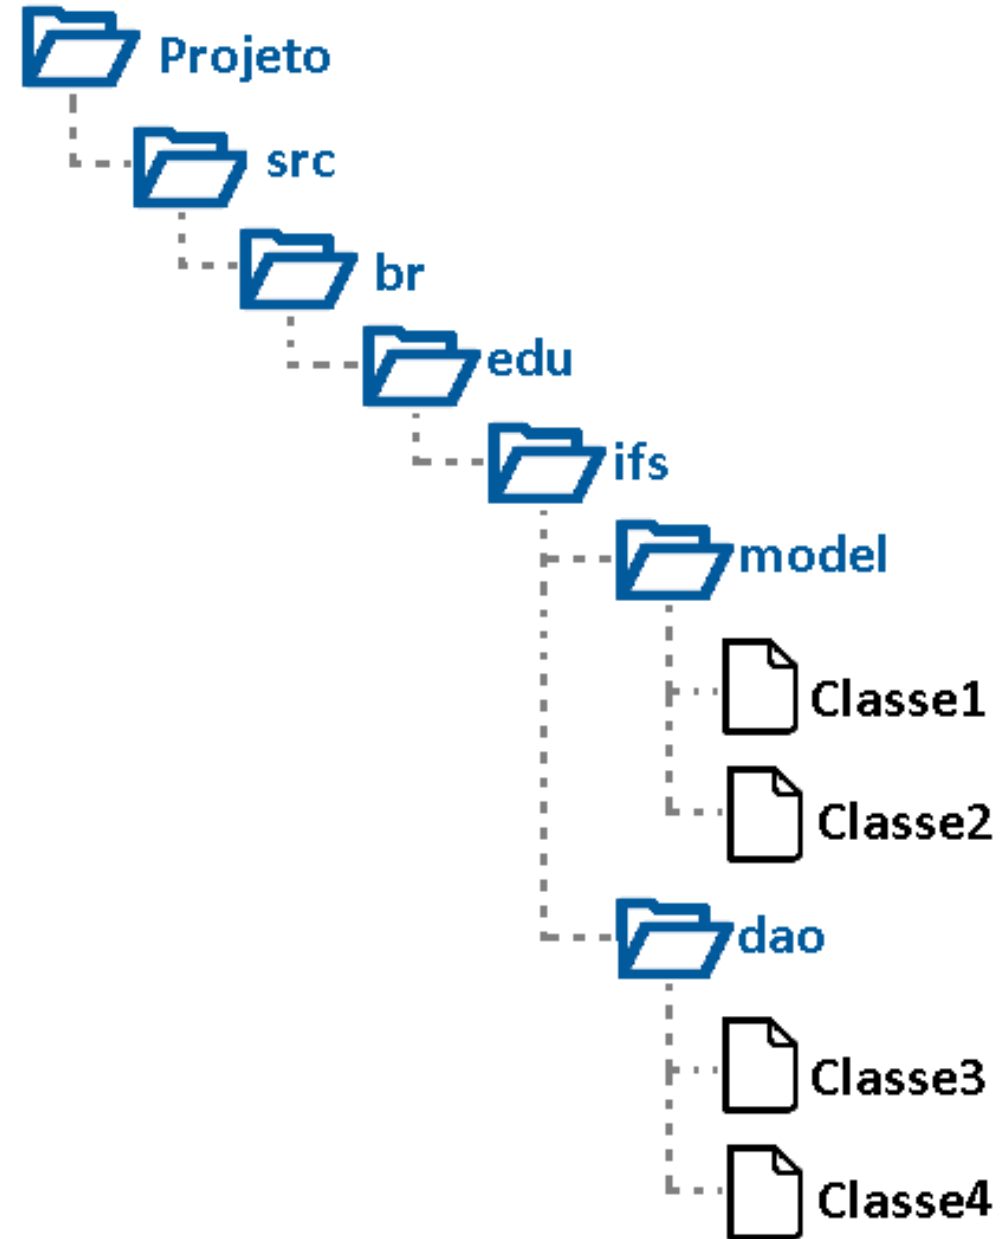 Projeto
src
br
edu
ifs
model
Classe1
Classe2
dao
Classe3
Classe4